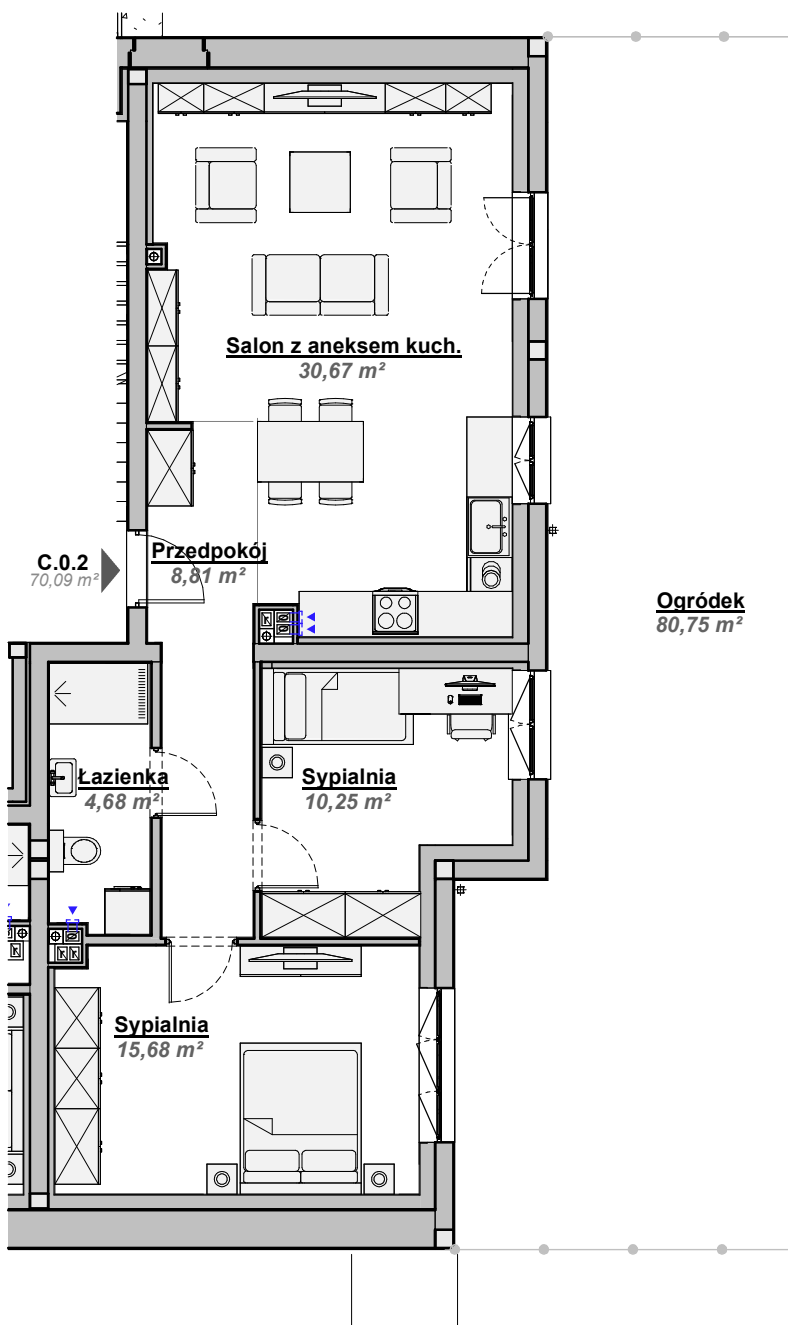 Salon z aneksem kuch.
30,67 m²
C.0.2
70,09 m²
Przedpokój
8,81 m²
Ogródek
80,75 m²
Łazienka
4,68 m²
Sypialnia
10,25 m²
Sypialnia
15,68 m²